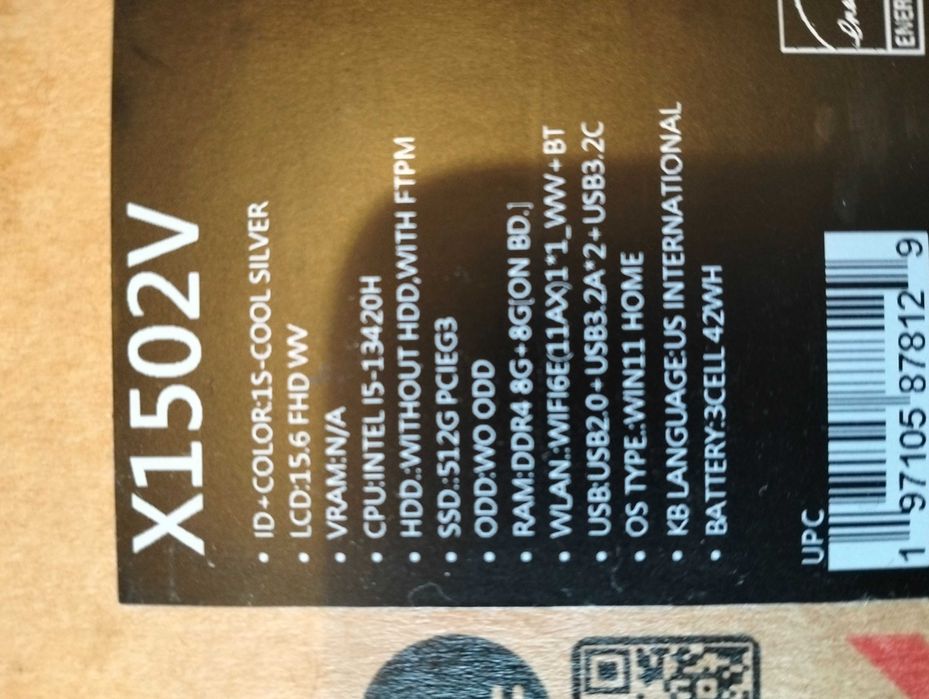 X1502V
• ID+COLOR:1S-COOL SILVER
• LCD:15.6 FHD WV
• VRAM:N/A
• CPU:INTEL I5-13420H
• HDD.:WITHOUT HDD,WITH FTPM
• SSD.:512G PCIEG3
• ODD:WO ODD
• RAM:DDR4 8G+8G[ON BD.]
• WLAN.:WIFI6E(11AX)1*1_WW+BT
• USB:USB2.0+USB3.2A*2+USB3.2C
• OS TYPE.:WIN11 HOME
• KB LANGUAGE:US INTERNATIONAL
• BATTERY:3CELL 42WH
UPC
1 97105 87812 9